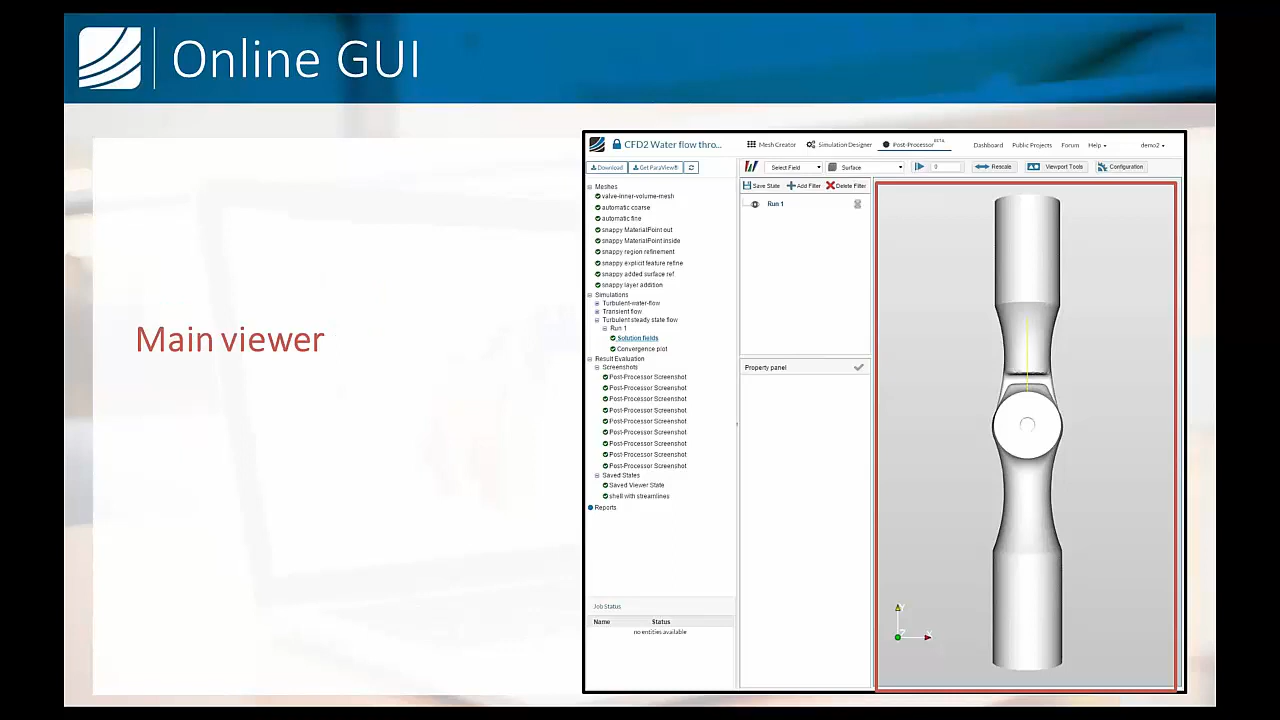 Online GUI
Main viewer
CFD2 Water flow thro...
Mesh Creator
Simulation Designer
Post-Processor BETA
Dashboard
Public Projects
Forum
Help
demo2
Download
Get ParaView®
Select Field
Surface
0
Rescale
Viewport Tools
Configuration
Meshes
valve-inner-volume-mesh
automatic coarse
automatic fine
snappy MaterialPoint out
snappy MaterialPoint inside
snappy region refinement
snappy explicit feature refine
snappy added surface ref
snappy layer addition
Simulations
Turbulent-water-flow
Transient flow
Turbulent steady state flow
Run 1
Solution fields
Convergence plot
Result Evaluation
Screenshots
Post-Processor Screenshot
Post-Processor Screenshot
Post-Processor Screenshot
Post-Processor Screenshot
Post-Processor Screenshot
Post-Processor Screenshot
Post-Processor Screenshot
Post-Processor Screenshot
Post-Processor Screenshot
Saved States
Saved Viewer State
shell with streamlines
Reports
Job Status
Name Status
no entities available
Save State
Add Filter
Delete Filter
Run 1
Property panel
Y
Z
X